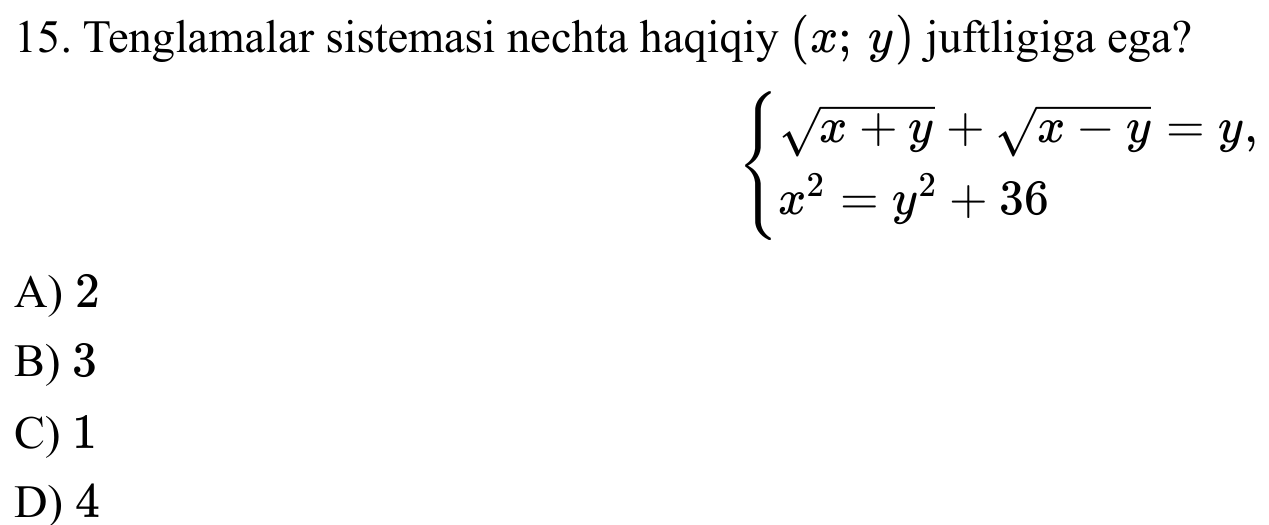 15. Tenglamalar sistemasi nechta haqiqiy (x; y) juftligiga ega?
{ √(x + y) + √(x − y) = y,
x² = y² + 36
A) 2
B) 3
C) 1
D) 4